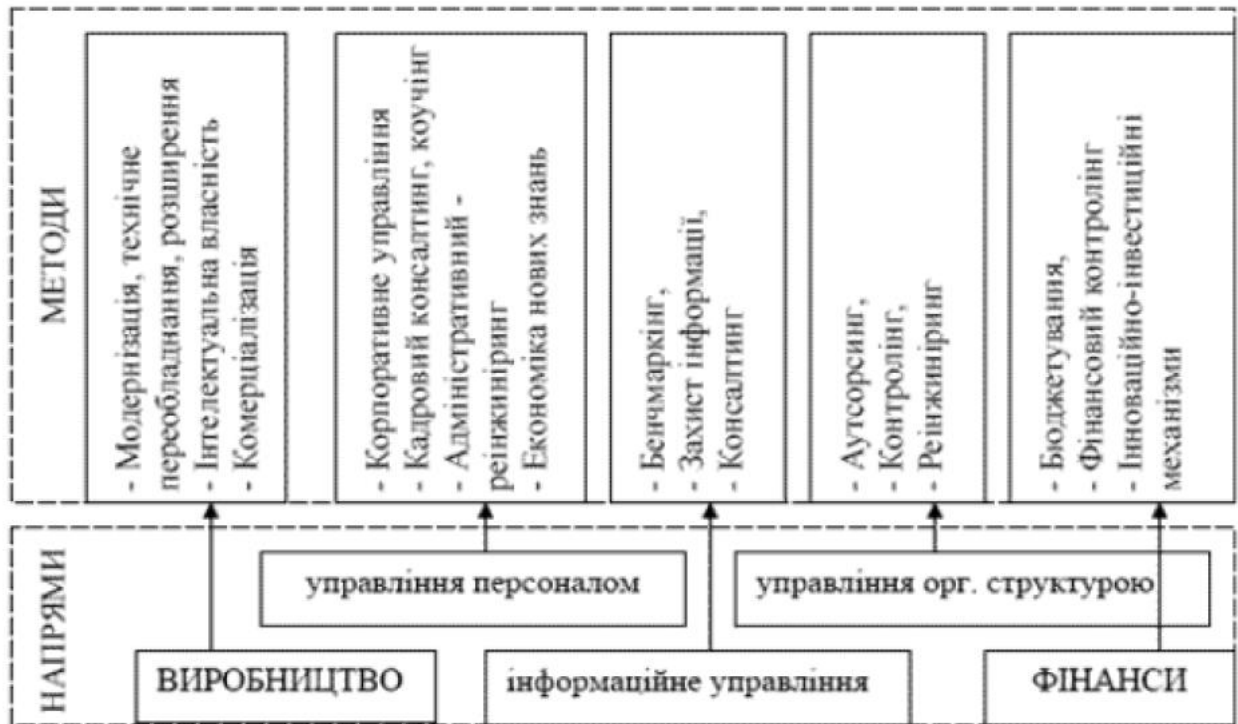 МЕТОДИ
- Модернізація, технічне
переобладнання, розширення
- Інтелектуальна власність
- Комерціалізація
- Корпоративне управління
- Кадровий консалтинг, коучінг
- Адміністративний -
реінжиніринг
- Економіка нових знань
- Бенчмаркінг,
- Захист інформації,
- Консалтинг
- Аутсорсинг,
- Контролінг,
- Реінжиніринг
- Бюджетування,
- Фінансовий контролінг
- Інноваційно-інвестиційні
механізми
НАПРЯМИ
управління персоналом
управління орг. структурою
ВИРОБНИЦТВО
інформаційне управління
ФІНАНСИ